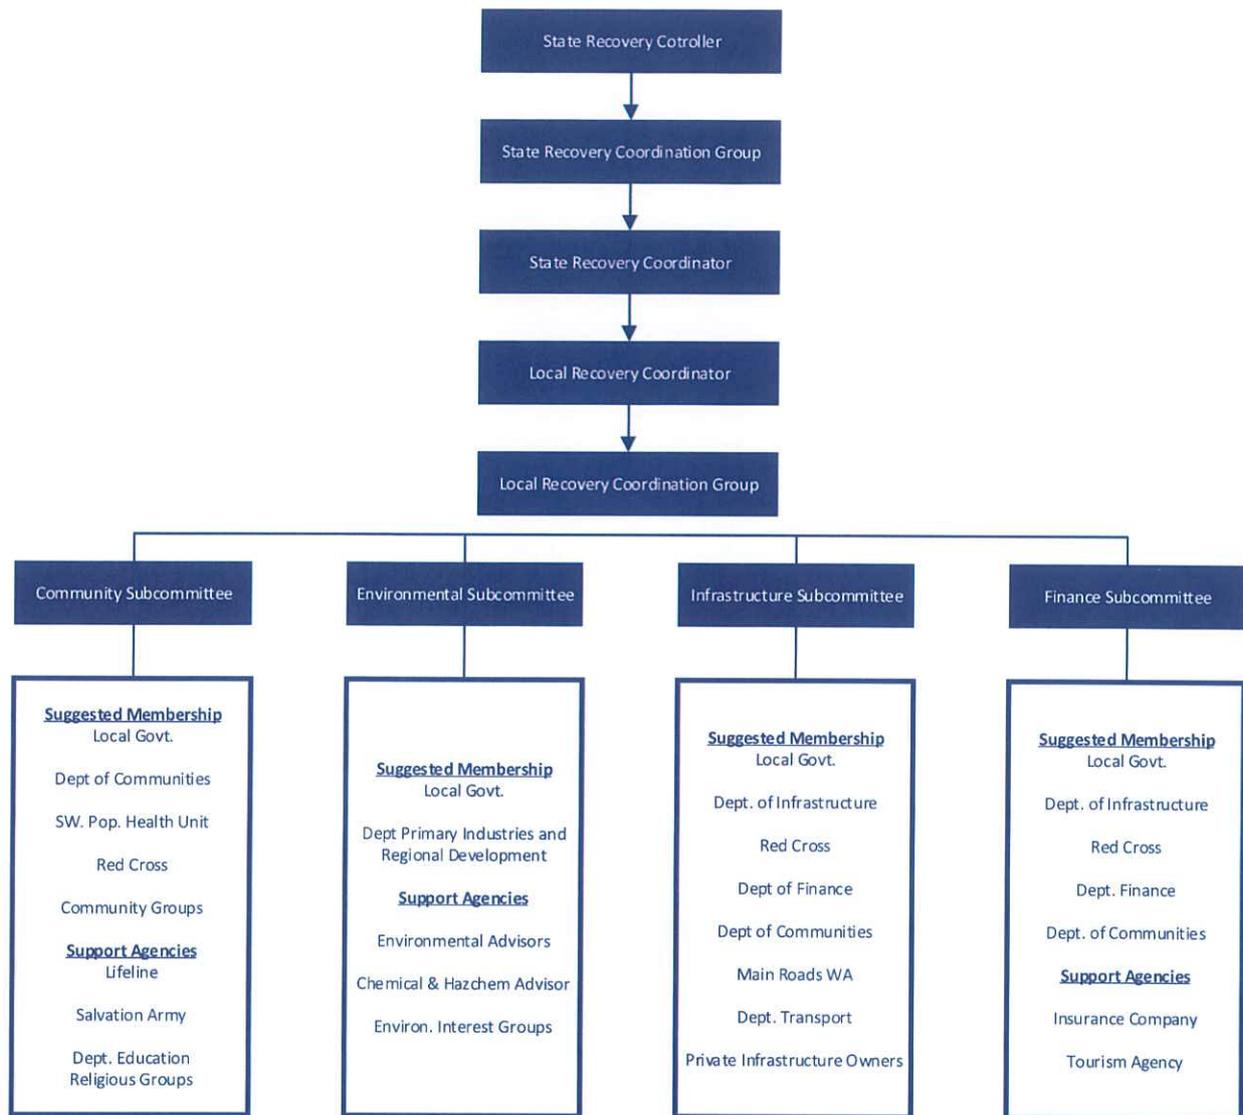 State Recovery Cotroller
State Recovery Coordination Group
State Recovery Coordinator
Local Recovery Coordinator
Local Recovery Coordination Group
Community Subcommittee
Environmental Subcommittee
Infrastructure Subcommittee
Finance Subcommittee
Suggested Membership
Local Govt.
Dept of Communities
SW. Pop. Health Unit
Red Cross
Community Groups
Support Agencies
Lifeline
Salvation Army
Dept. Education
Religious Groups
Suggested Membership
Local Govt.
Dept Primary Industries and
Regional Development
Support Agencies
Environmental Advisors
Chemical & Hazchem Advisor
Environ. Interest Groups
Suggested Membership
Local Govt.
Dept. of Infrastructure
Red Cross
Dept of Finance
Dept of Communities
Main Roads WA
Dept. Transport
Private Infrastructure Owners
Suggested Membership
Local Govt.
Dept. of Infrastructure
Red Cross
Dept. Finance
Dept. of Communities
Support Agencies
Insurance Company
Tourism Agency